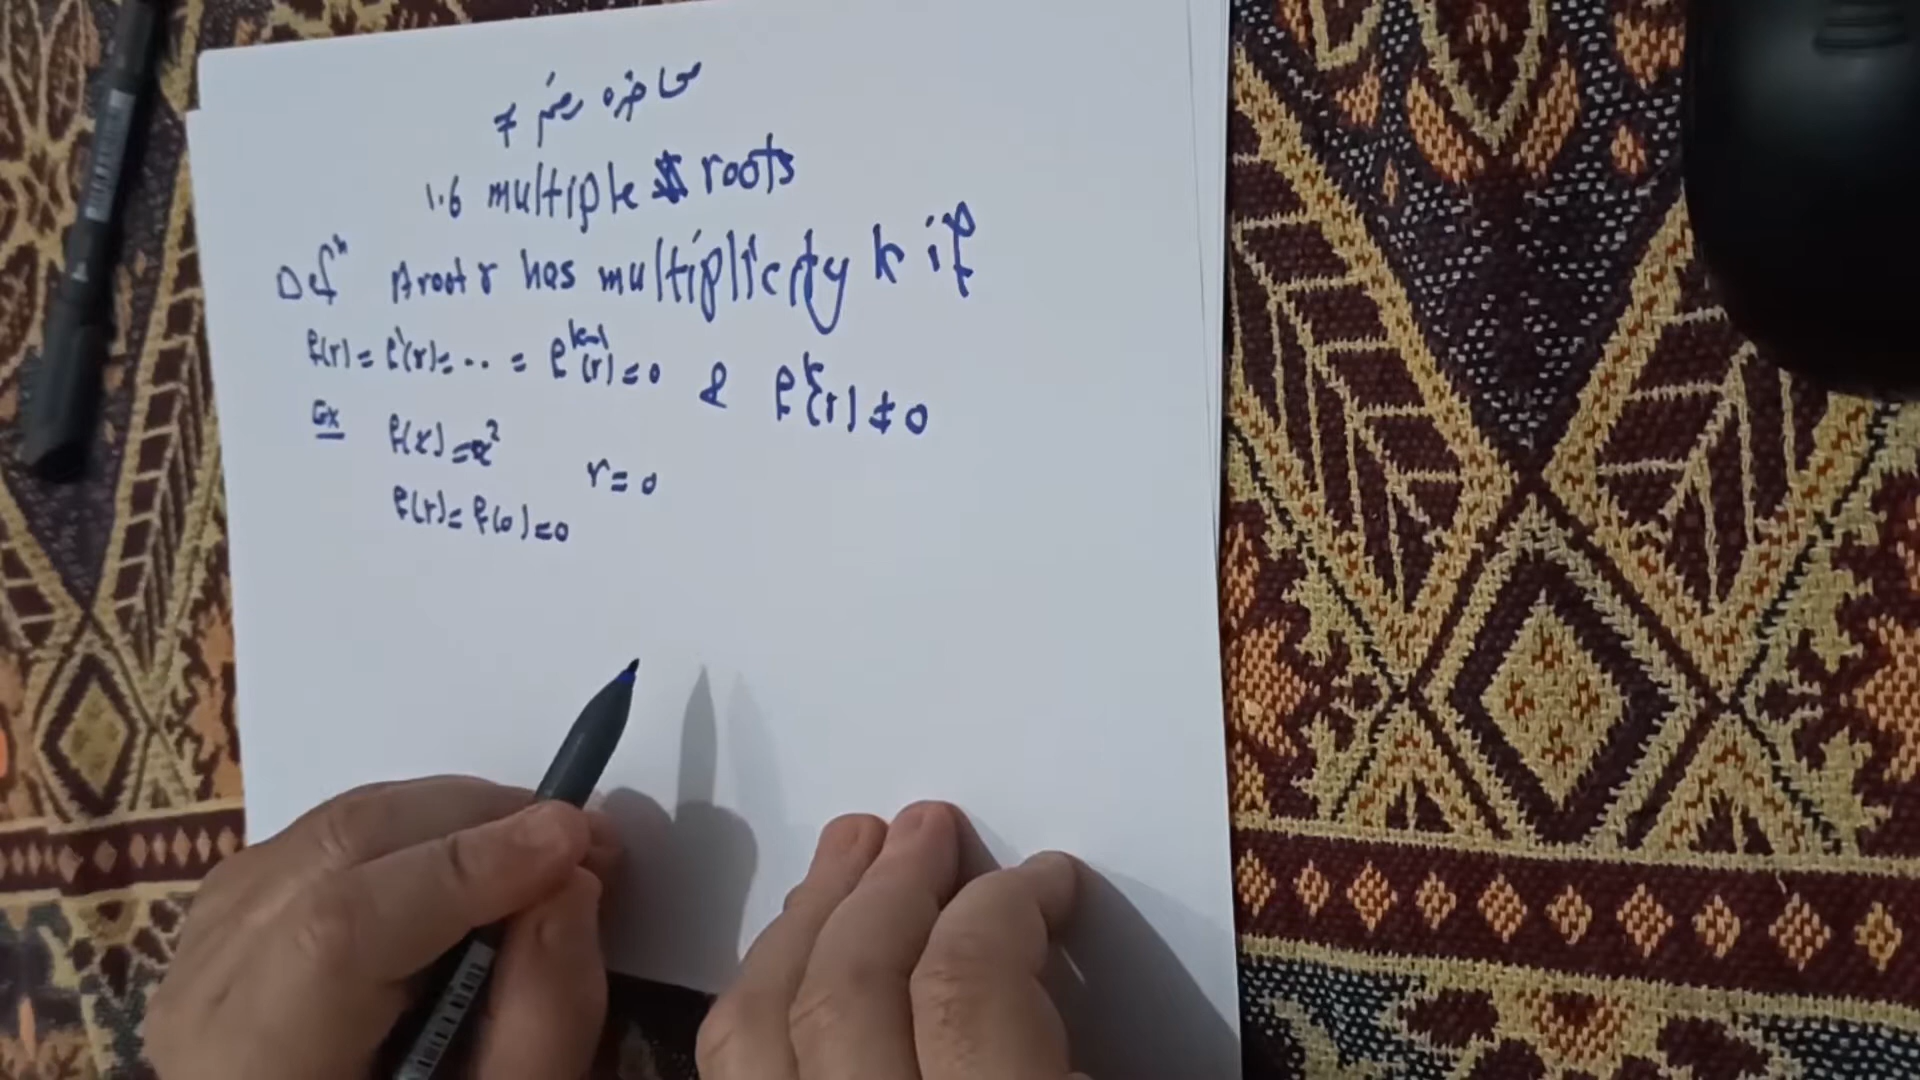 محاضره رقم 7
1.6 multiple roots
Defⁿ A root r has multiplicity k if
f(r) = f'(r) = .. = f^{k-1}(r) = 0 & f^{k}(r) ≠ 0
Ex f(x) = x² r = 0
f(r) = f(0) = 0